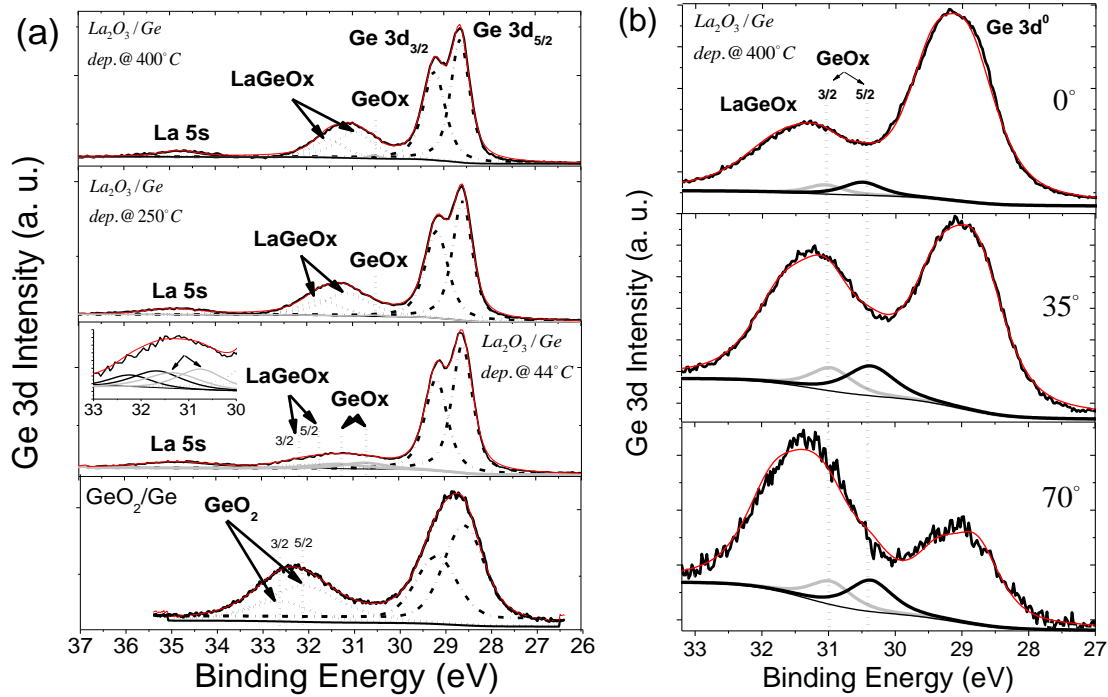 (a)
La₂O₃/Ge
dep.@400°C
Ge 3d₃/₂
Ge 3d₅/₂
LaGeOx
GeOx
La 5s
La₂O₃/Ge
dep.@250°C
LaGeOx
GeOx
La 5s
33 32 31 30
La₂O₃/Ge
dep.@44°C
LaGeOx
GeOx
3/2 5/2
La 5s
GeO₂/Ge
GeO₂
3/2 5/2
37 36 35 34 33 32 31 30 29 28 27 26
Binding Energy (eV)
Ge 3d Intensity (a. u.)
(b)
La₂O₃/Ge
dep.@400°C
Ge 3d⁰
GeOx
3/2 5/2
LaGeOx
0°
35°
70°
33 32 31 30 29 28 27
Binding Energy (eV)
Ge 3d Intensity (a. u.)